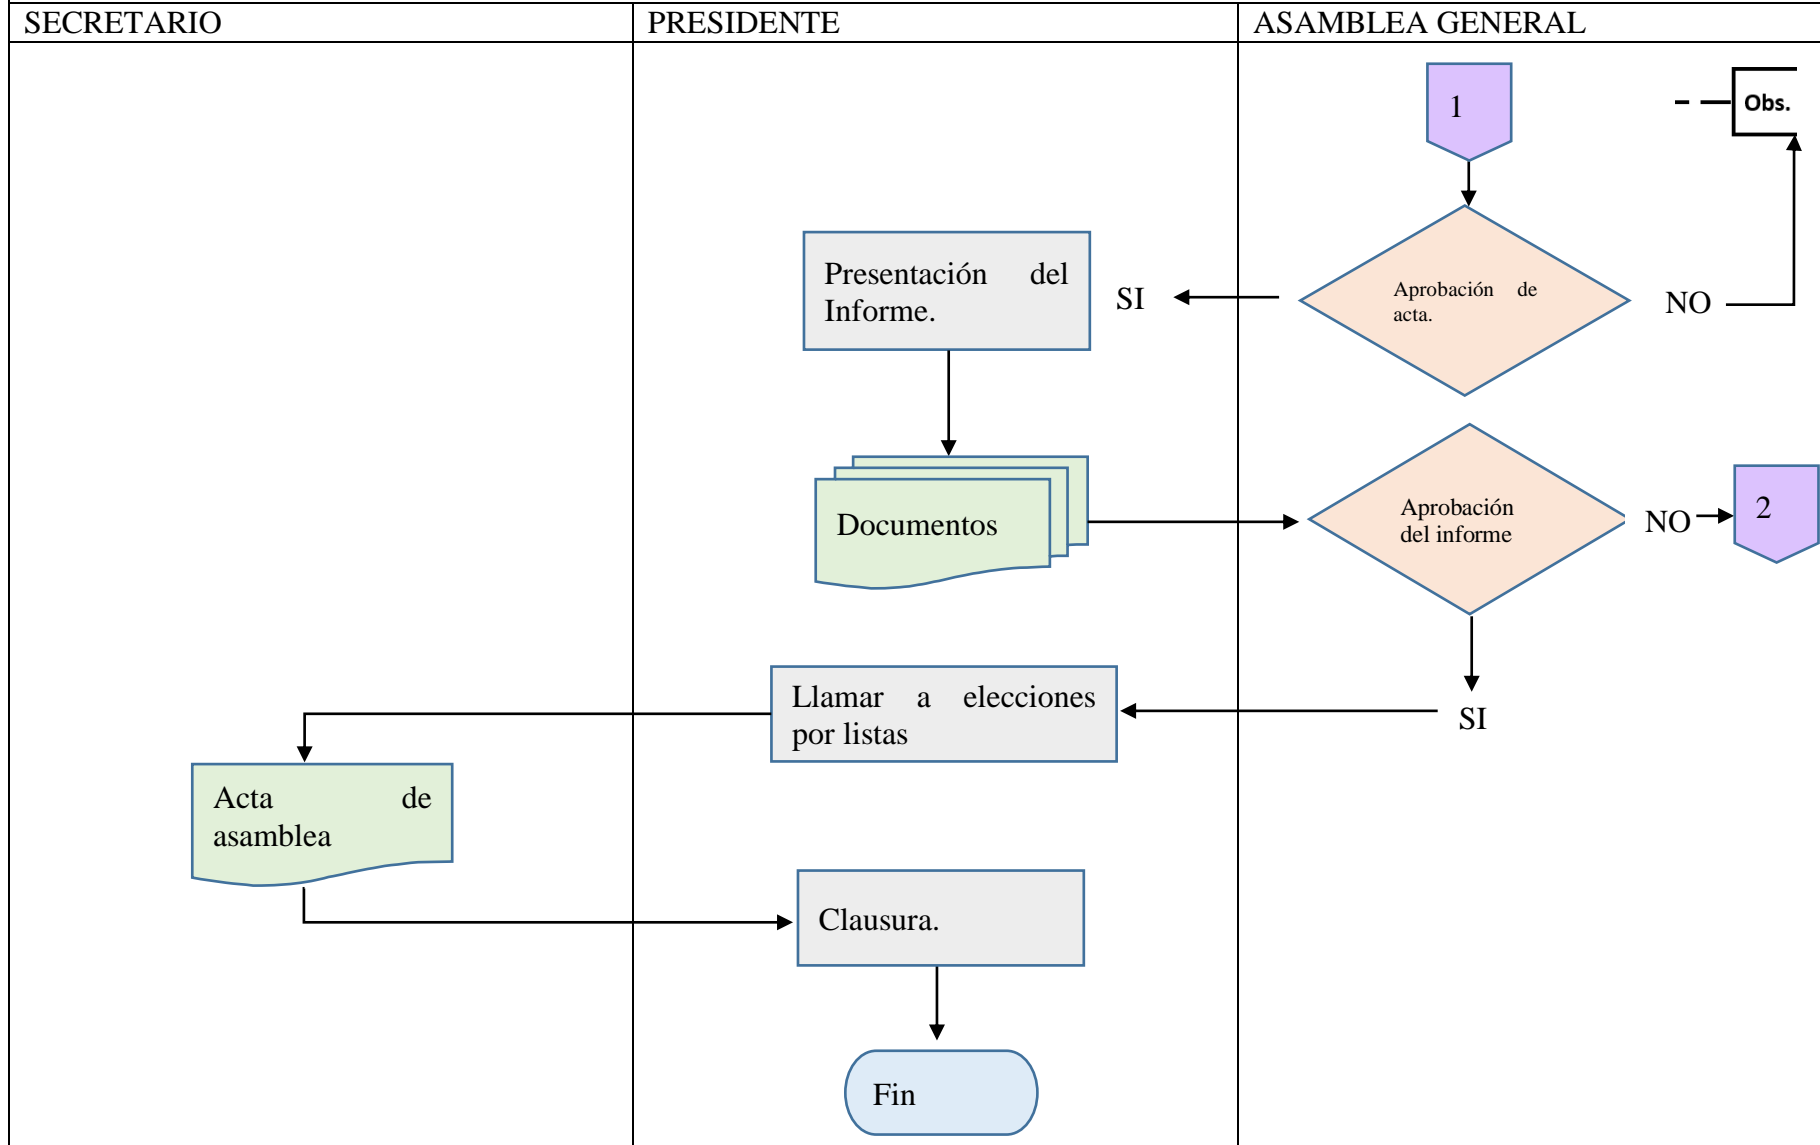 SECRETARIO
PRESIDENTE
ASAMBLEA GENERAL
1
Obs.
Presentación del
Informe.
SI
Aprobación de
acta.
NO
Documentos
Aprobación
del informe
NO
2
Llamar a elecciones
por listas
SI
Acta de
asamblea
Clausura.
Fin